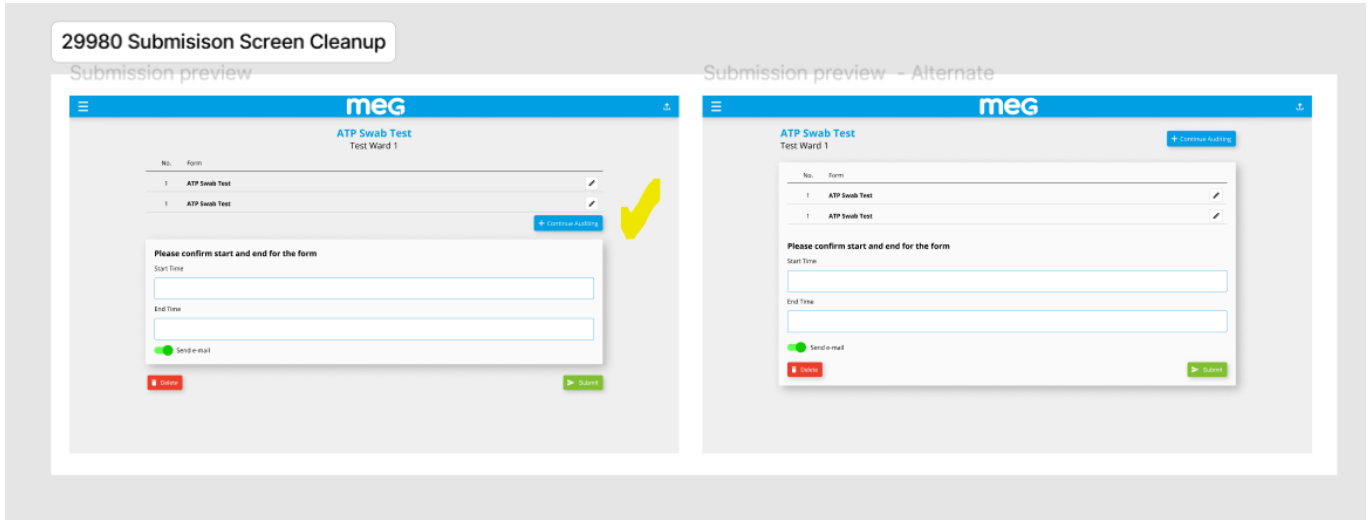 29980 Submisison Screen Cleanup
Submission preview
meG
ATP Swab Test
Test Ward 1
No. Form
1 ATP Swab Test
1 ATP Swab Test
+ Continue Auditing
Please confirm start and end for the form
Start Time
End Time
Send e-mail
Delete
Submit
Submission preview - Alternate
meG
ATP Swab Test
Test Ward 1
+ Continue Auditing
No. Form
1 ATP Swab Test
1 ATP Swab Test
Please confirm start and end for the form
Start Time
End Time
Send e-mail
Delete
Submit